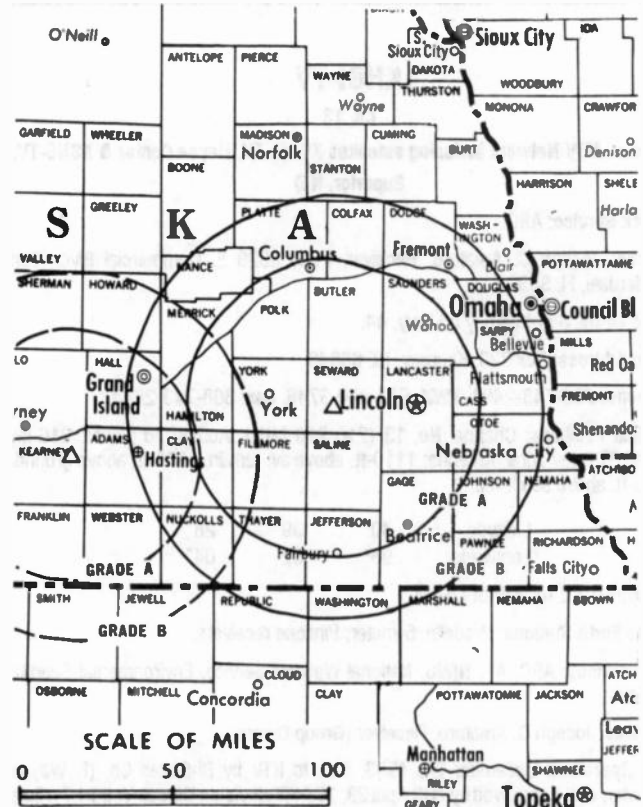 DIXON
IDA
O'Neill
S.
Sioux City
Sioux City
ANTELOPE PIERCE
DAKOTA
WAYNE
THURSTON
WOODBURY
Wayne
MONONA CRAWFOR
GARFIELD WHEELER
MADISON CUMING
Norfolk
BURT
Denison
BOONE
STANTON
HARRISON SHELB
GREELEY
Harla
S K A
PLATTE COLFAX DODGE
WASH-
INGTON
VALLEY
NANCE
Columbus
Fremont
Blair
POTTAWATTAMIE
SHERMAN HOWARD
BUTLER
SAUNDERS
DOUGLAS
Omaha
Council Bl
MERRICK
POLK
Wahoo
SARPY
Bellevue
MILLS
LO
HALL
YORK SEWARD LANCASTER
Plattsmouth
Red Oa
Grand
Island
CASS
FREMONT
York
Lincoln
HAMILTON
OTOE
Shenando
rney
ADAMS
CLAY
FILLMORE SALINE
Nebraska City
KEARNEY
Hastings
ATCHISO
GAGE
JOHNSON NEMAHA
GRADE A
FRANKLIN WEBSTER NUCKOLLS THAYER JEFFERSON
Beatrice
PAWNEE RICHARDSON
H
GRADE A
Fairbury
GRADE B
Falls City
SMITH JEWELL REPUBLIC WASHINGTON MARSHALL NEMAHA BROWN
GRADE B
CLOUD
ATCH
OSBORNE MITCHELL
Concordia
CLAY
POTTAWATOMIE JACKSON
Atc
Leav
JEFFER
SCALE OF MILES
Manhattan
SHAWNEE
0 50 100
RILEY
Topeka
GEARY